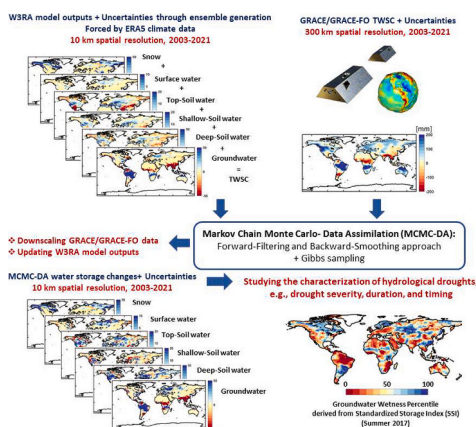 W3RA model outputs + Uncertainties through ensemble generation
Forced by ERA5 climate data
10 km spatial resolution, 2003-2021
Snow
+
Surface water
+
Top-Soil water
+
Shallow-Soil water
+
Deep-Soil water
+
Groundwater
=
TWSC
GRACE/GRACE-FO TWSC + Uncertainties
300 km spatial resolution, 2003-2021
[mm]
200
100
0
-100
-200
Markov Chain Monte Carlo- Data Assimilation (MCMC-DA):
Forward-Filtering and Backward-Smoothing approach
+ Gibbs sampling
❖ Downscaling GRACE/GRACE-FO data
❖ Updating W3RA model outputs
MCMC-DA water storage changes+ Uncertainties
10 km spatial resolution, 2003-2021
Snow
Surface water
Top-Soil water
Shallow-Soil water
Deep-Soil water
Groundwater
Studying the characterization of hydrological droughts,
e.g., drought severity, duration, and timing
0 50 100
Groundwater Wetness Percentile
derived from Standardized Storage Index (SSI)
(Summer 2017)